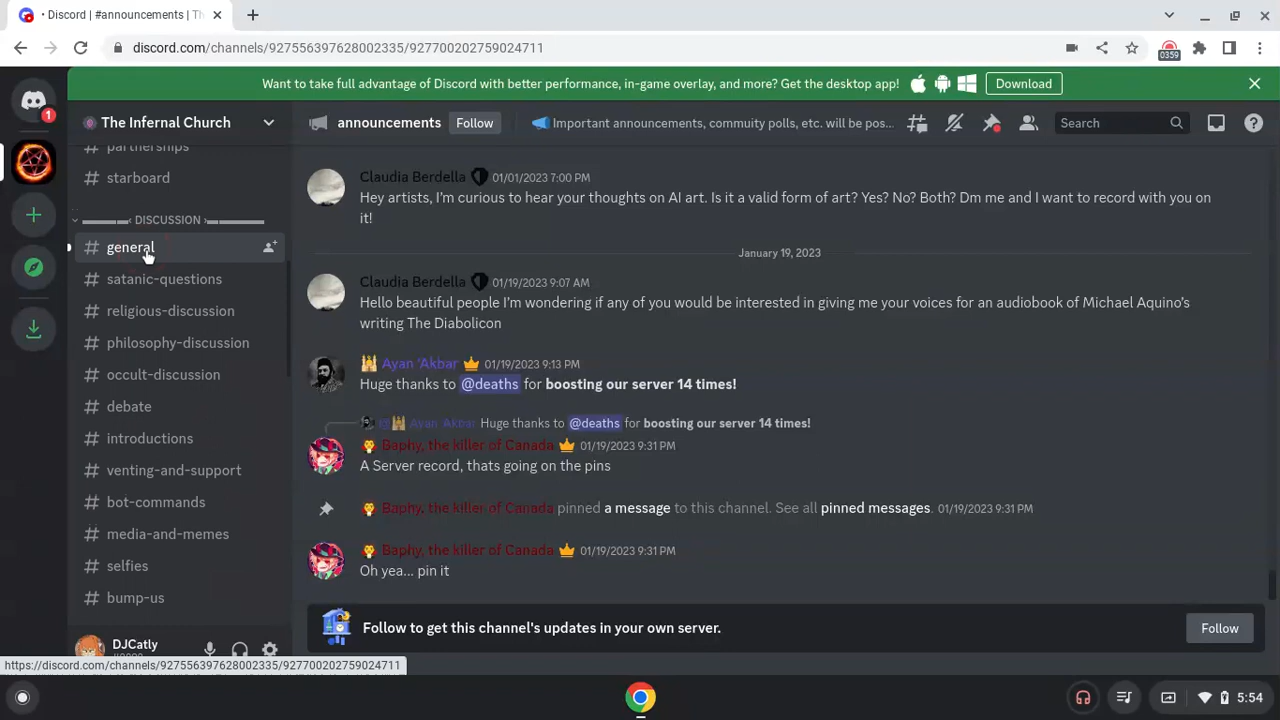 • Discord | #announcements | Th
discord.com/channels/927556397628002335/927700202759024711
0359
Want to take full advantage of Discord with better performance, in-game overlay, and more? Get the desktop app!
Download
1
The Infernal Church
partnerships
starboard
DISCUSSION
general
satanic-questions
religious-discussion
philosophy-discussion
occult-discussion
debate
introductions
venting-and-support
bot-commands
media-and-memes
selfies
bump-us
DJCatly
announcements
Follow
Important announcements, commuity polls, etc. will be pos...
Search
Claudia Berdella 01/01/2023 7:00 PM
Hey artists, I'm curious to hear your thoughts on AI art. Is it a valid form of art? Yes? No? Both? Dm me and I want to record with you on
it!
January 19, 2023
Claudia Berdella 01/19/2023 9:07 AM
Hello beautiful people I'm wondering if any of you would be interested in giving me your voices for an audiobook of Michael Aquino's
writing The Diabolicon
Ayan 'Akbar 01/19/2023 9:13 PM
Huge thanks to @deaths for boosting our server 14 times!
Ayan 'Akbar Huge thanks to @deaths for boosting our server 14 times!
Baphy, the killer of Canada 01/19/2023 9:31 PM
A Server record, thats going on the pins
Baphy, the killer of Canada pinned a message to this channel. See all pinned messages. 01/19/2023 9:31 PM
Baphy, the killer of Canada 01/19/2023 9:31 PM
Oh yea... pin it
Follow to get this channel's updates in your own server.
Follow
https://discord.com/channels/927556397628002335/927700202759024711
5:54